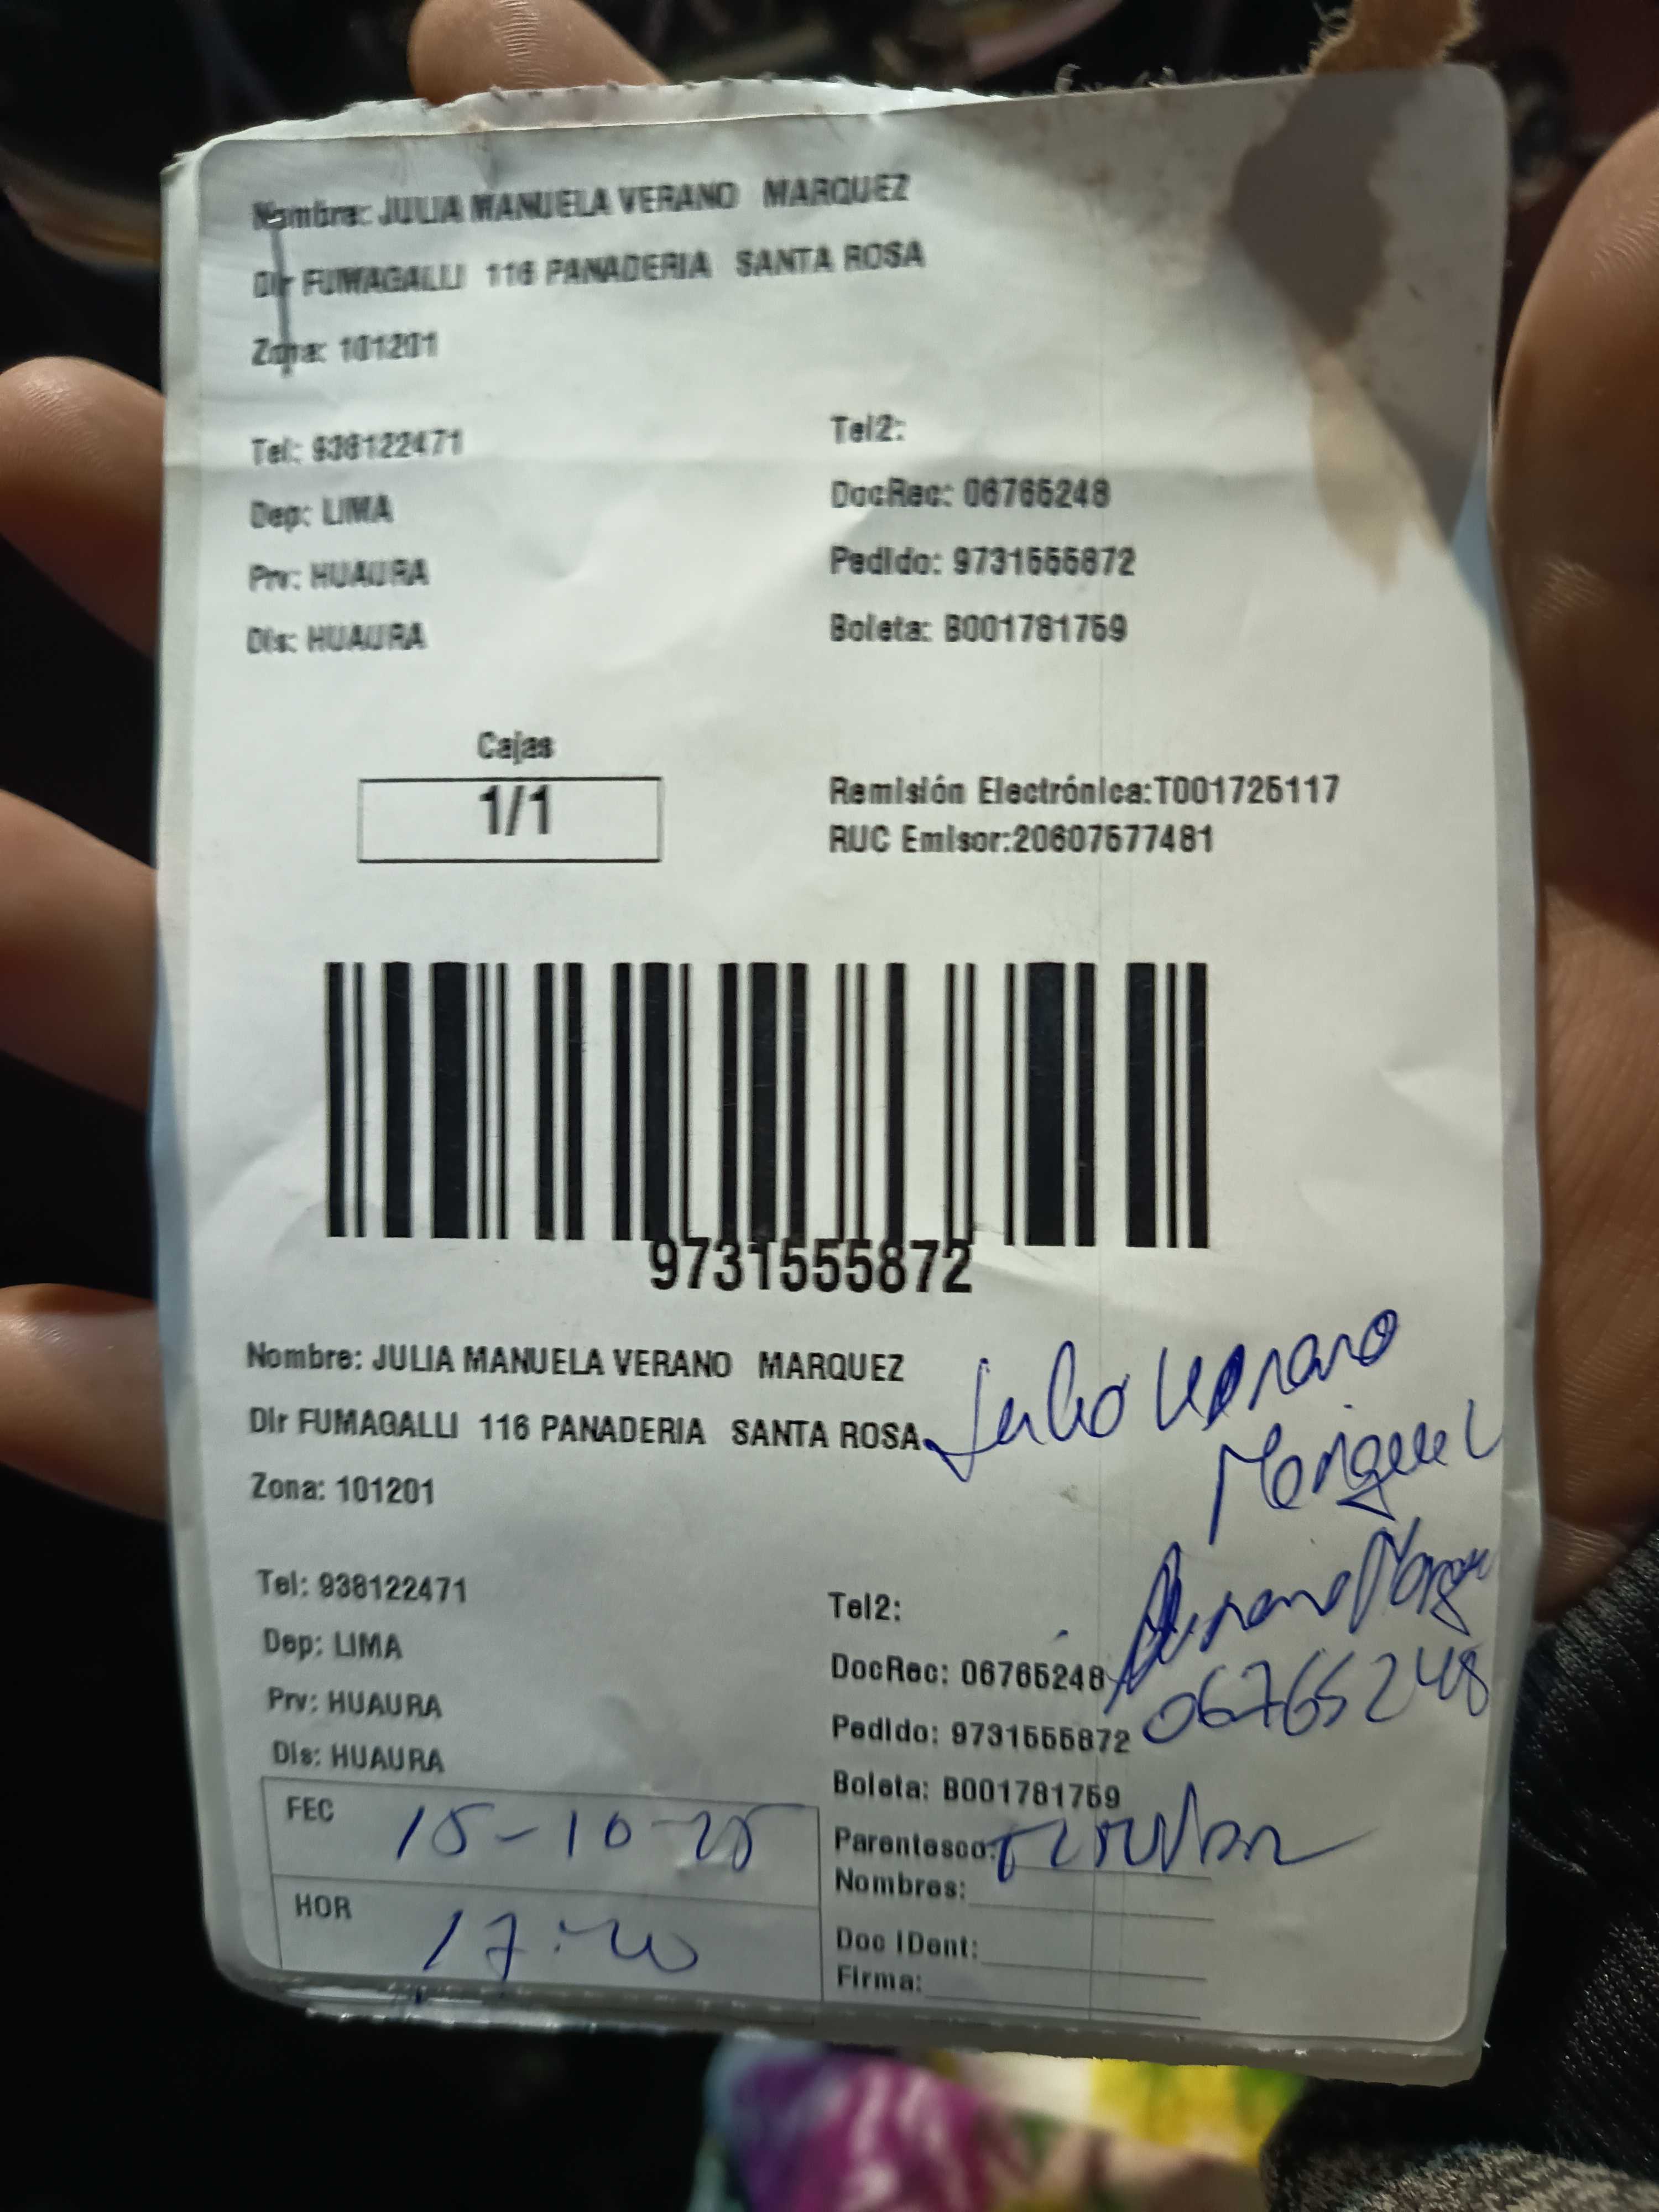 Nombre: JULIA MANUELA VERANO MARQUEZ
Dir FUMAGALLI 116 PANADERIA SANTA ROSA
Zona: 101201
Tel: 938122471
Tel2:
Dep: LIMA
DocRec: 06765248
Prv: HUAURA
Pedido: 9731555872
Dis: HUAURA
Boleta: B001781759
Cajas
1/1
Remisión Electrónica:T001725117
RUC Emisor:20607577481
9731555872
Nombre: JULIA MANUELA VERANO MARQUEZ
Dir FUMAGALLI 116 PANADERIA SANTA ROSA
Verano
Zona: 101201
Tel: 938122471
Tel2:
Dep: LIMA
DocRec: 06765248
06765248
Prv: HUAURA
Pedido: 9731555872
Dis: HUAURA
Boleta: B001781759
FEC 15-10-25
Parentesco:
Nombres:
HOR 17:20
Doc IDent:
Firma: